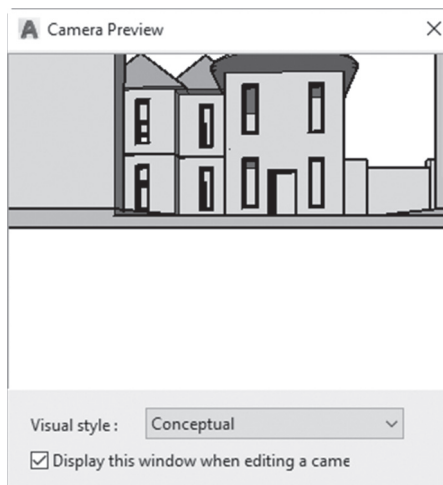 Camera Preview
Visual style : Conceptual
Display this window when editing a came